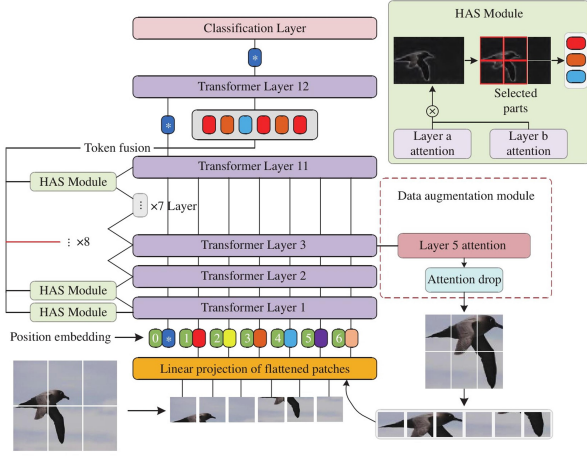 Classification Layer
*
Transformer Layer 12
*
Token fusion
Transformer Layer 11
HAS Module
⋮ ×7 Layer
⋮ ×8
Transformer Layer 3
HAS Module
Transformer Layer 2
HAS Module
Transformer Layer 1
Position embedding
0 * 1 2 3 4 5 6
Linear projection of flattened patches
HAS Module
Selected
parts
⊗
Layer a
attention
Layer b
attention
Data augmentation module
Layer 5 attention
Attention drop